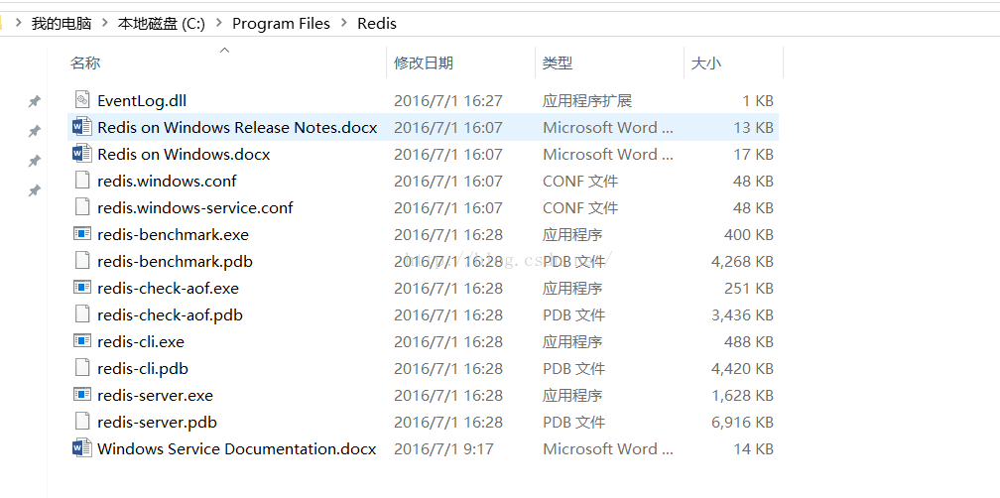 我的电脑 > 本地磁盘 (C:) > Program Files > Redis
名称 修改日期 类型 大小
EventLog.dll 2016/7/1 16:27 应用程序扩展 1 KB
Redis on Windows Release Notes.docx 2016/7/1 16:07 Microsoft Word ... 13 KB
Redis on Windows.docx 2016/7/1 16:07 Microsoft Word ... 17 KB
redis.windows.conf 2016/7/1 16:07 CONF 文件 48 KB
redis.windows-service.conf 2016/7/1 16:07 CONF 文件 48 KB
redis-benchmark.exe 2016/7/1 16:28 应用程序 400 KB
redis-benchmark.pdb 2016/7/1 16:28 PDB 文件 4,268 KB
redis-check-aof.exe 2016/7/1 16:28 应用程序 251 KB
redis-check-aof.pdb 2016/7/1 16:28 PDB 文件 3,436 KB
redis-cli.exe 2016/7/1 16:28 应用程序 488 KB
redis-cli.pdb 2016/7/1 16:28 PDB 文件 4,420 KB
redis-server.exe 2016/7/1 16:28 应用程序 1,628 KB
redis-server.pdb 2016/7/1 16:28 PDB 文件 6,916 KB
Windows Service Documentation.docx 2016/7/1 9:17 Microsoft Word ... 14 KB